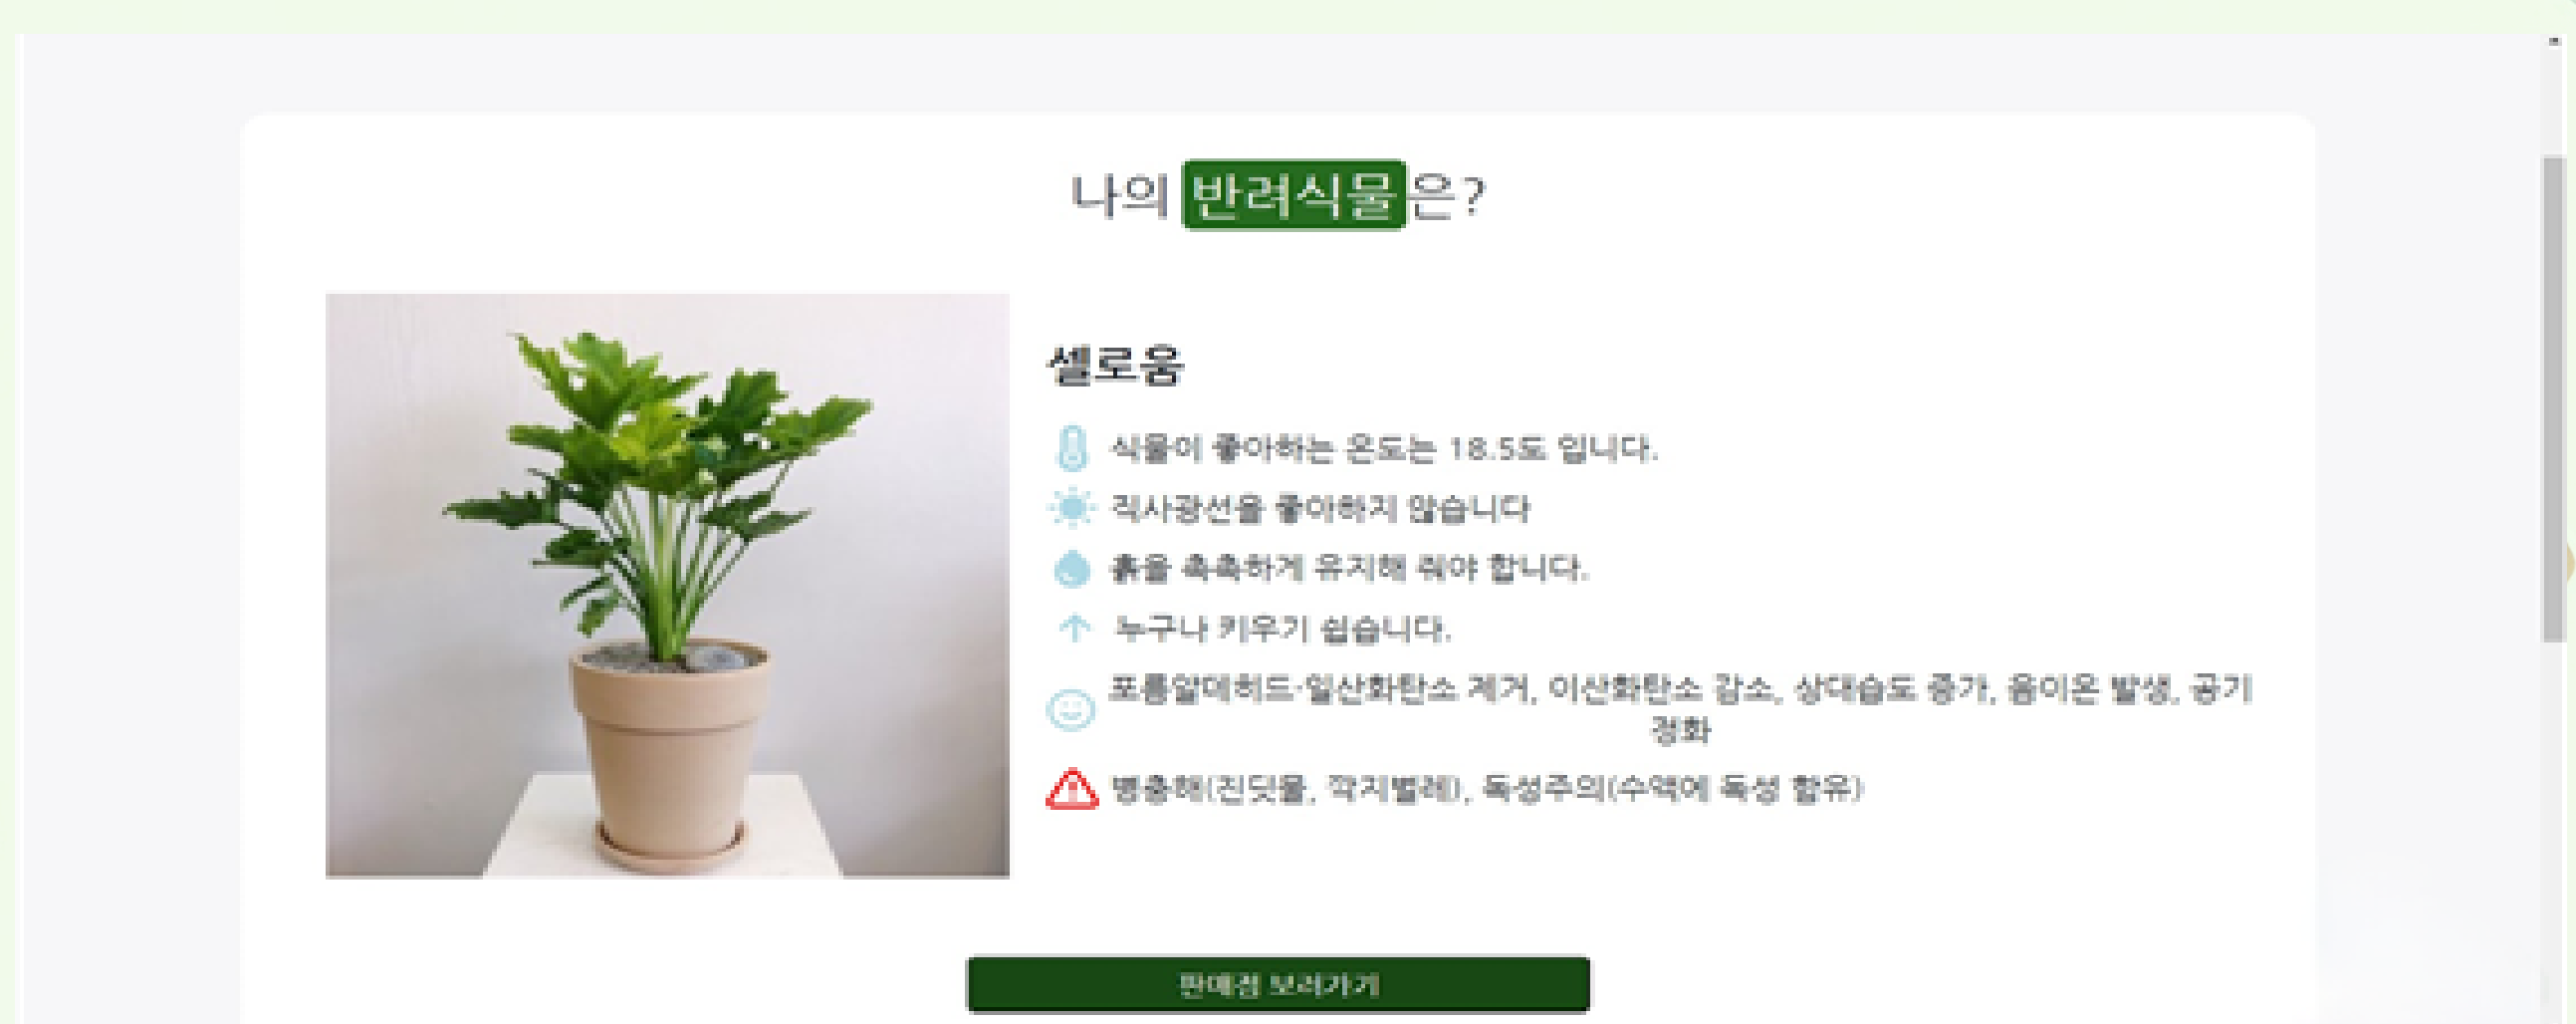 나의 반려식물은?
셀로움
식물이 좋아하는 온도는 18.5도 입니다.
직사광선을 좋아하지 않습니다
흙을 촉촉하게 유지해 줘야 합니다.
누구나 키우기 쉽습니다.
포름알데히드·일산화탄소 제거, 이산화탄소 감소, 상대습도 증가, 음이온 발생, 공기
정화
병충해(진딧물, 깍지벌레), 독성주의(수액에 독성 함유)
판매점 보러가기